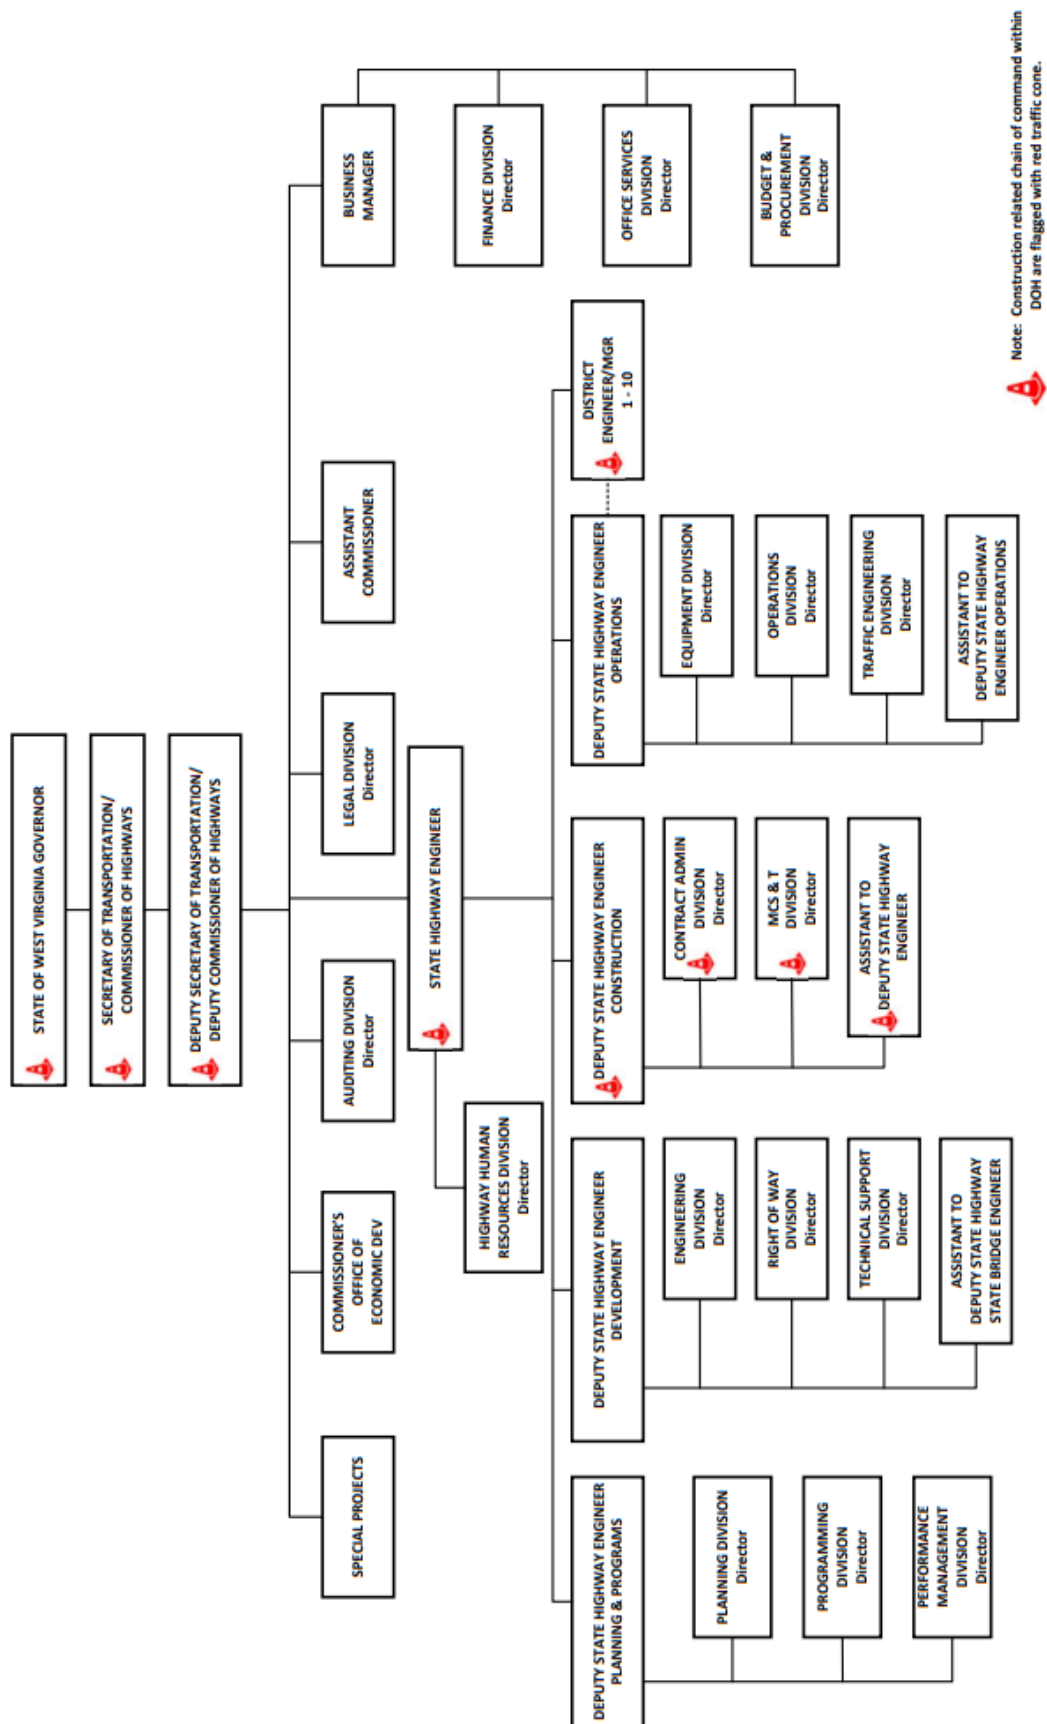 STATE OF WEST VIRGINIA GOVERNOR
SECRETARY OF TRANSPORTATION/
COMMISSIONER OF HIGHWAYS
DEPUTY SECRETARY OF TRANSPORTATION/
DEPUTY COMMISSIONER OF HIGHWAYS
SPECIAL PROJECTS
COMMISSIONER'S
OFFICE OF
ECONOMIC DEV
AUDITING DIVISION
Director
LEGAL DIVISION
Director
ASSISTANT
COMMISSIONER
BUSINESS
MANAGER
FINANCE DIVISION
Director
OFFICE SERVICES
DIVISION
Director
BUDGET &
PROCUREMENT
DIVISION
Director
STATE HIGHWAY ENGINEER
HIGHWAY HUMAN
RESOURCES DIVISION
Director
DEPUTY STATE HIGHWAY ENGINEER
PLANNING & PROGRAMS
PLANNING DIVISION
Director
PROGRAMMING
DIVISION
Director
PERFORMANCE
MANAGEMENT
DIVISION
Director
DEPUTY STATE HIGHWAY ENGINEER
DEVELOPMENT
ENGINEERING
DIVISION
Director
RIGHT OF WAY
DIVISION
Director
TECHNICAL SUPPORT
DIVISION
Director
ASSISTANT TO
DEPUTY STATE HIGHWAY
STATE BRIDGE ENGINEER
DEPUTY STATE HIGHWAY ENGINEER
CONSTRUCTION
CONTRACT ADMIN
DIVISION
Director
MCS & T
DIVISION
Director
ASSISTANT TO
DEPUTY STATE HIGHWAY
ENGINEER
DEPUTY STATE HIGHWAY ENGINEER
OPERATIONS
EQUIPMENT DIVISION
Director
OPERATIONS
DIVISION
Director
TRAFFIC ENGINEERING
DIVISION
Director
ASSISTANT TO
DEPUTY STATE HIGHWAY
ENGINEER OPERATIONS
DISTRICT
ENGINEER/MGR
1 - 10
Note: Construction related chain of command within
DOH are flagged with red traffic cone.